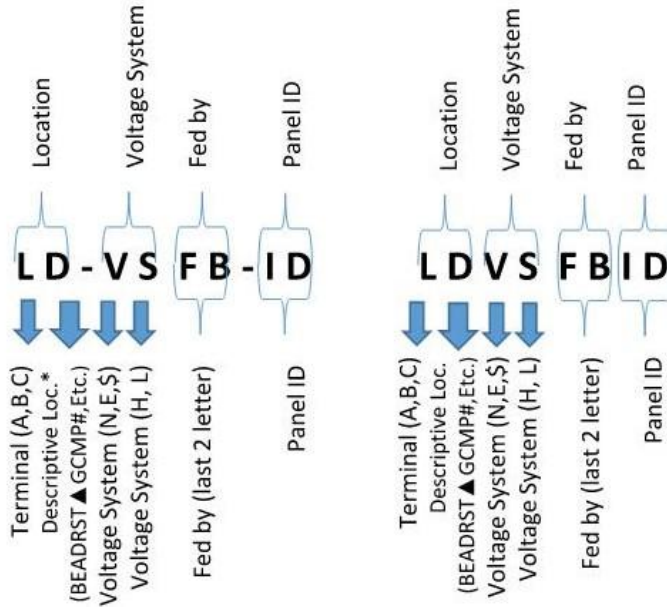 Location
Voltage System
Fed by
Panel ID
L D - V S F B - I D
Terminal (A,B,C)
Descriptive Loc.*
(BEADRST▲GCMP#,Etc.)
Voltage System (N,E,$)
Voltage System (H, L)
Fed by (last 2 letter)
Panel ID
Location
Voltage System
Fed by
Panel ID
L D V S F B I D
Terminal (A,B,C)
Descriptive Loc.
(BEADRST▲GCMP#,Etc.)
Voltage System (N,E,$)
Voltage System (H, L)
Fed by (last 2 letter)
Panel ID